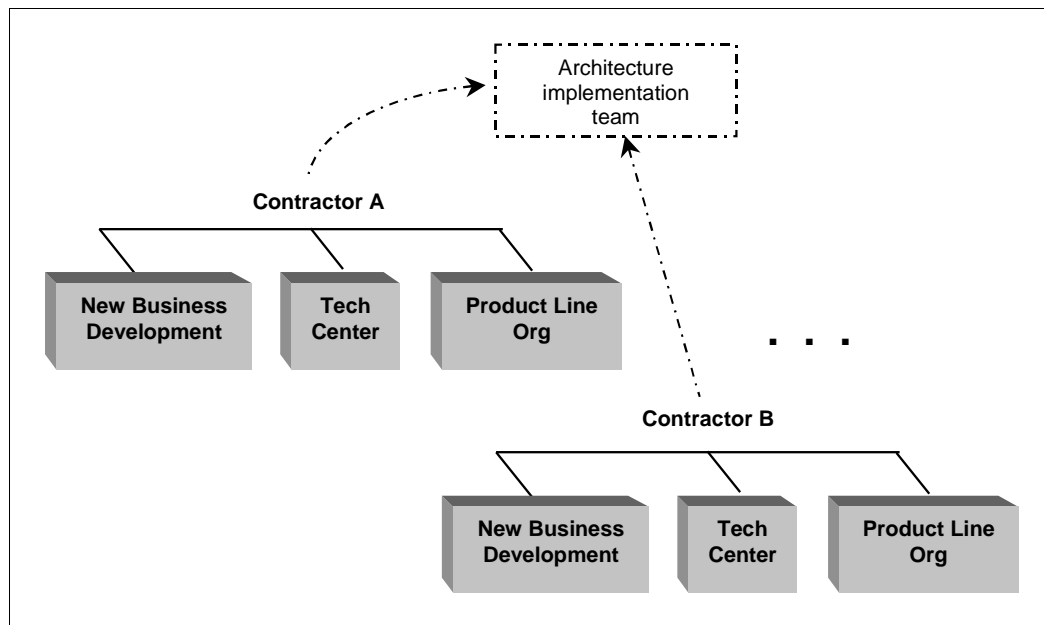 Architecture
implementation
team
Contractor A
New Business
Development
Tech
Center
Product Line
Org
. . .
Contractor B
New Business
Development
Tech
Center
Product Line
Org